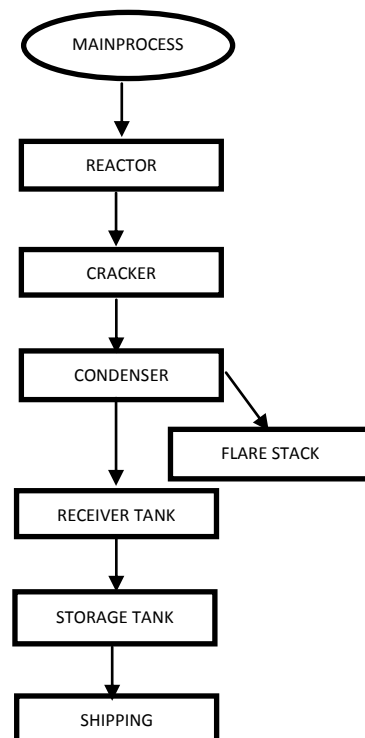 MAINPROCESS
REACTOR
CRACKER
CONDENSER
FLARE STACK
RECEIVER TANK
STORAGE TANK
SHIPPING